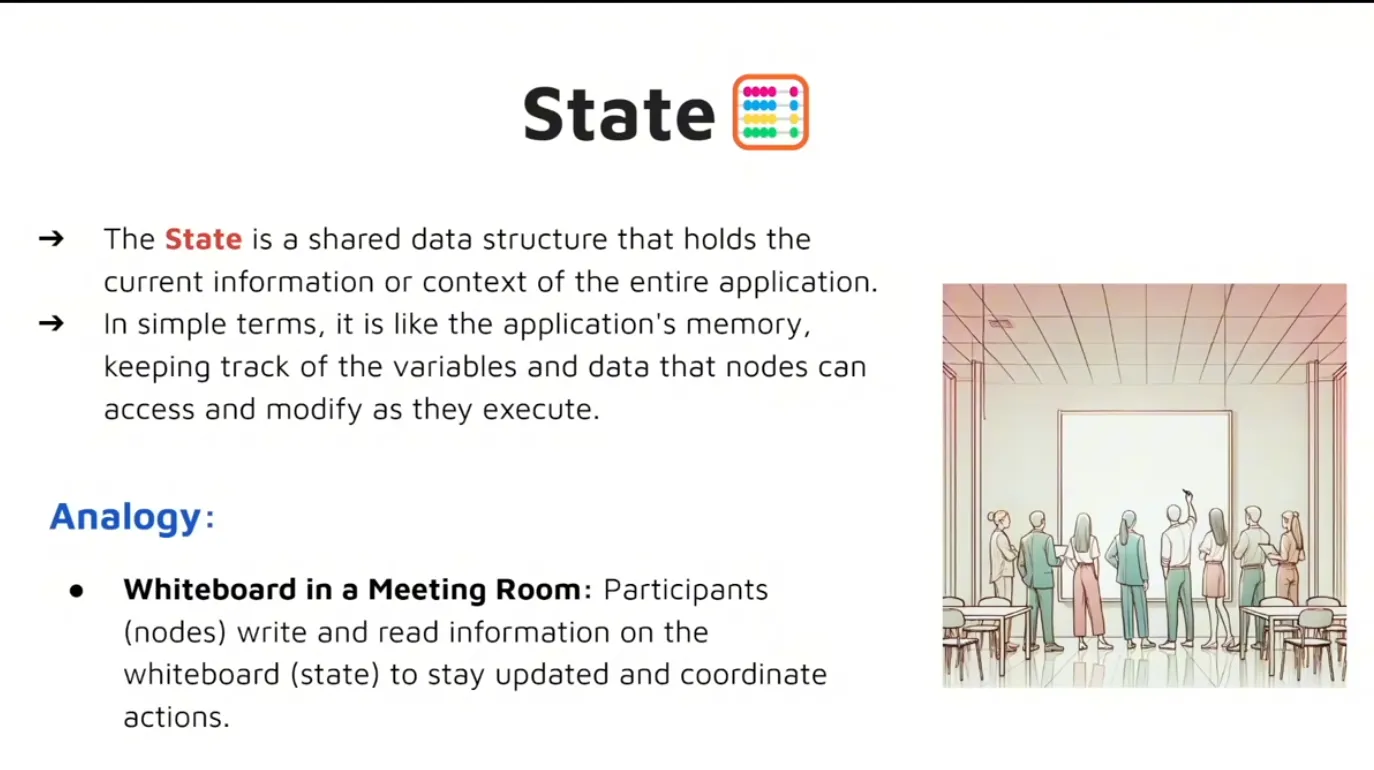 State
➔ The State is a shared data structure that holds the
current information or context of the entire application.
➔ In simple terms, it is like the application's memory,
keeping track of the variables and data that nodes can
access and modify as they execute.
Analogy:
● Whiteboard in a Meeting Room: Participants
(nodes) write and read information on the
whiteboard (state) to stay updated and coordinate
actions.